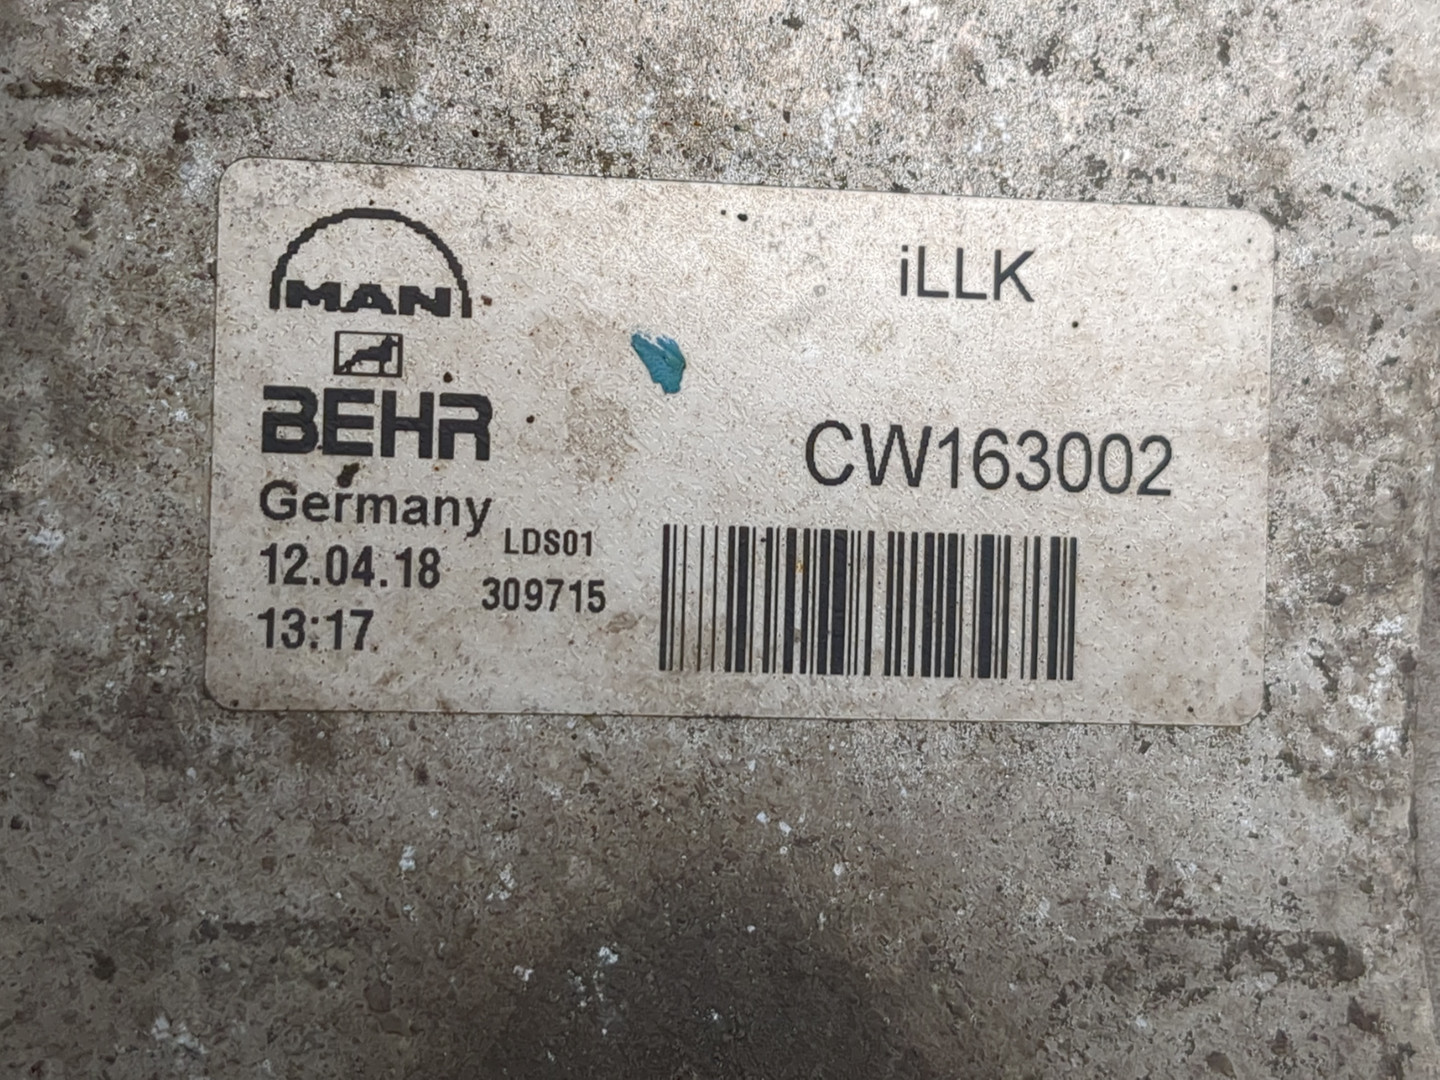 MAN
iLLK
BEHR
CW163002
Germany
12.04.18
LDS01
13:17
309715